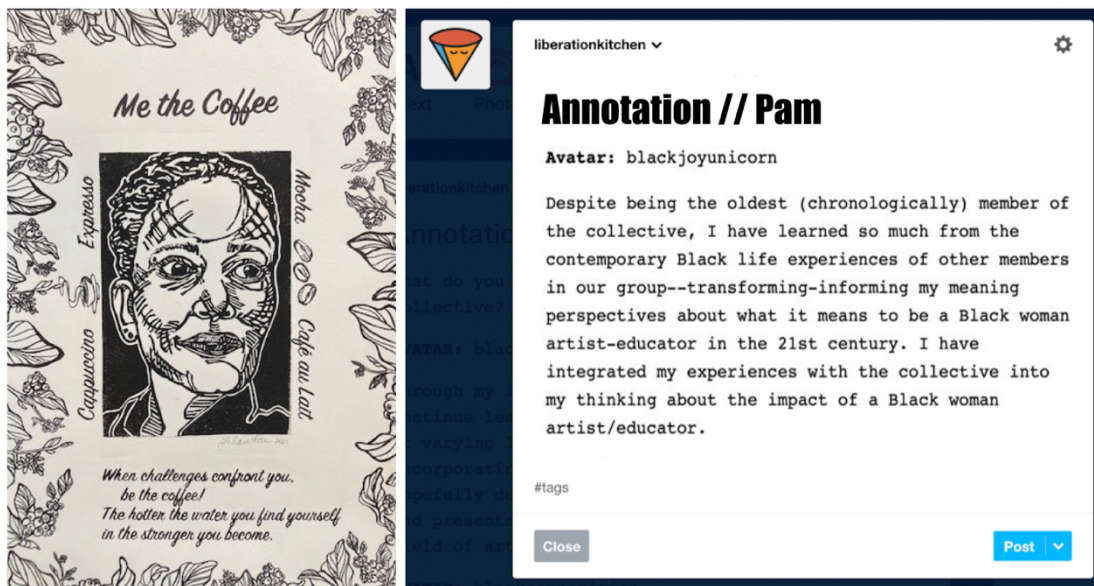 Me the Coffee
Expresso
Cappuccino
Mocha
Café au Lait
When challenges confront you,
be the coffee!
The hotter the water you find yourself
in the stronger you become.
liberationkitchen
Annotation // Pam
Avatar: blackjoyunicorn
Despite being the oldest (chronologically) member of
the collective, I have learned so much from the
contemporary Black life experiences of other members
in our group--transforming-informing my meaning
perspectives about what it means to be a Black woman
artist-educator in the 21st century. I have
integrated my experiences with the collective into
my thinking about the impact of a Black woman
artist/educator.
#tags
Close
Post